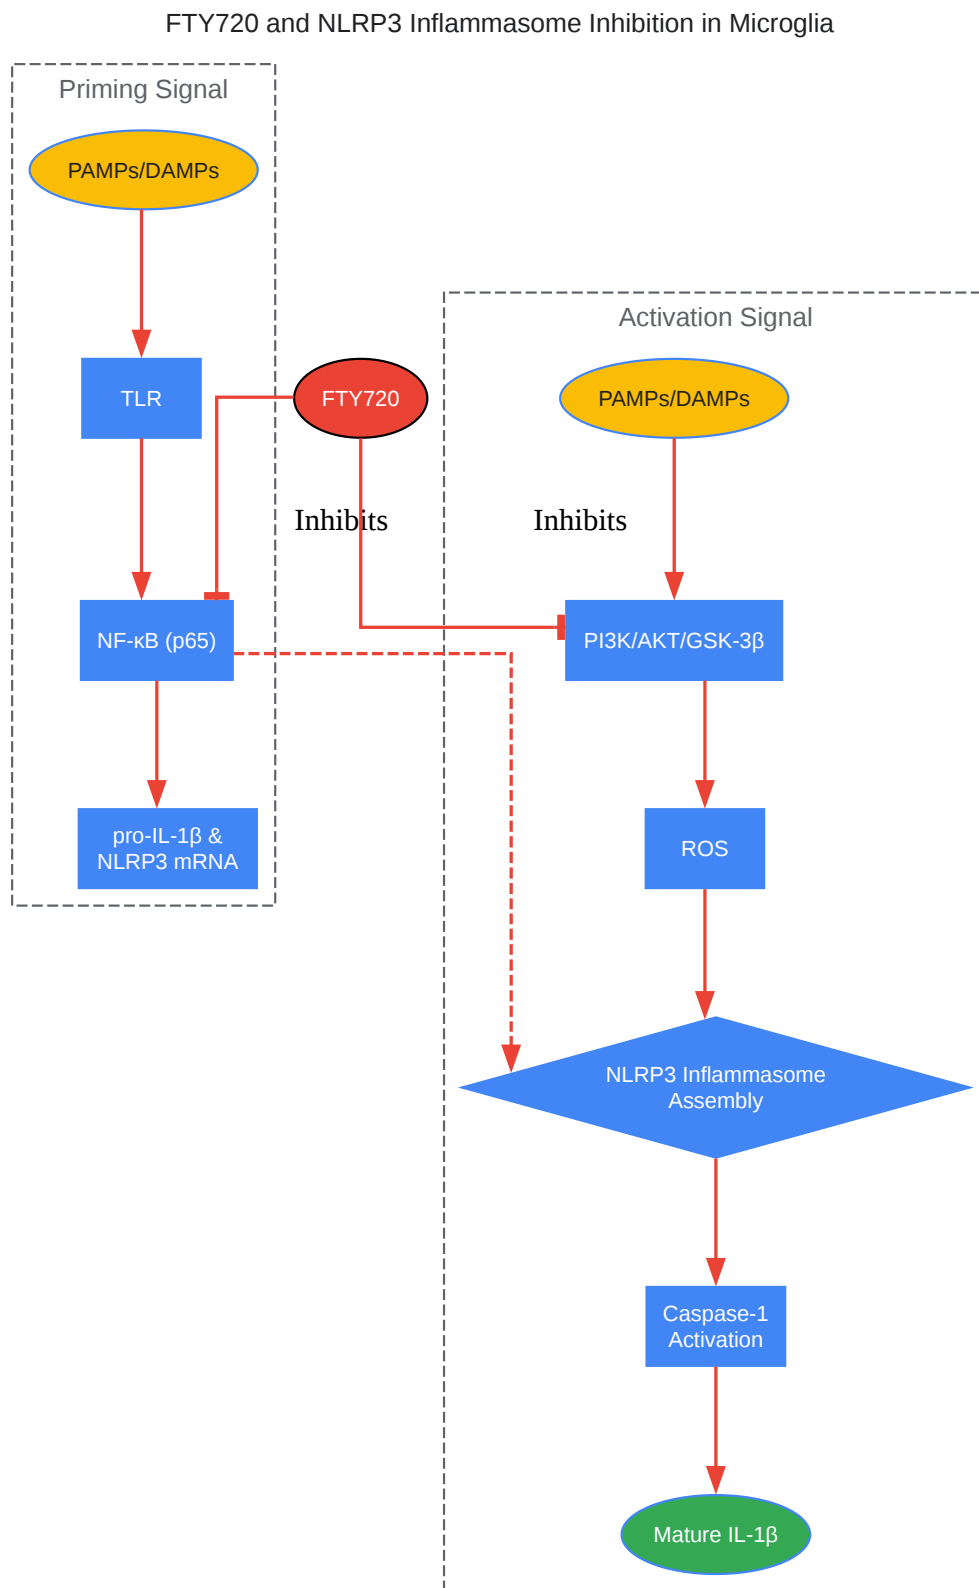 FTY720 and NLRP3 Inflammasome Inhibition in Microglia
Priming Signal
PAMPs/DAMPs
Activation Signal
TLR
FTY720
PAMPs/DAMPs
Inhibits
Inhibits
NF-κB (p65)
PI3K/AKT/GSK-3β
pro-IL-1β &
NLRP3 mRNA
ROS
NLRP3 Inflammasome
Assembly
Caspase-1
Activation
Mature IL-1β